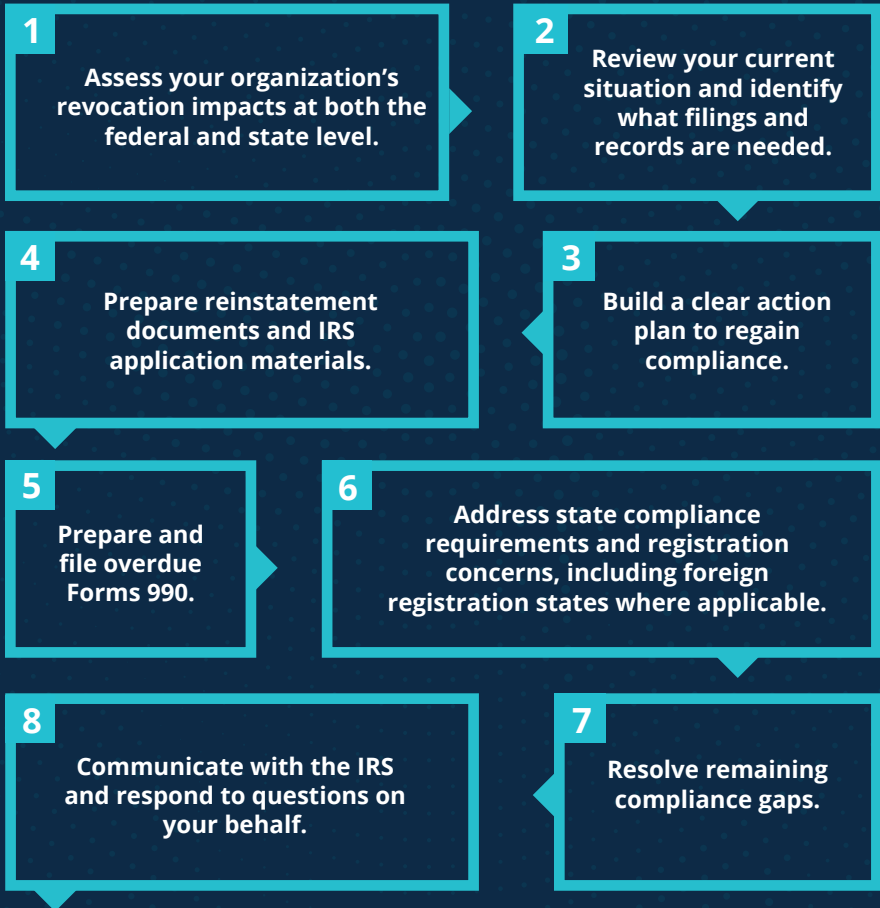 1
Assess your organization’s
revocation impacts at both the
federal and state level.
2
Review your current
situation and identify
what filings and
records are needed.
3
Build a clear action
plan to regain
compliance.
4
Prepare reinstatement
documents and IRS
application materials.
5
Prepare and
file overdue
Forms 990.
6
Address state compliance
requirements and registration
concerns, including foreign
registration states where applicable.
7
Resolve remaining
compliance gaps.
8
Communicate with the IRS
and respond to questions on
your behalf.